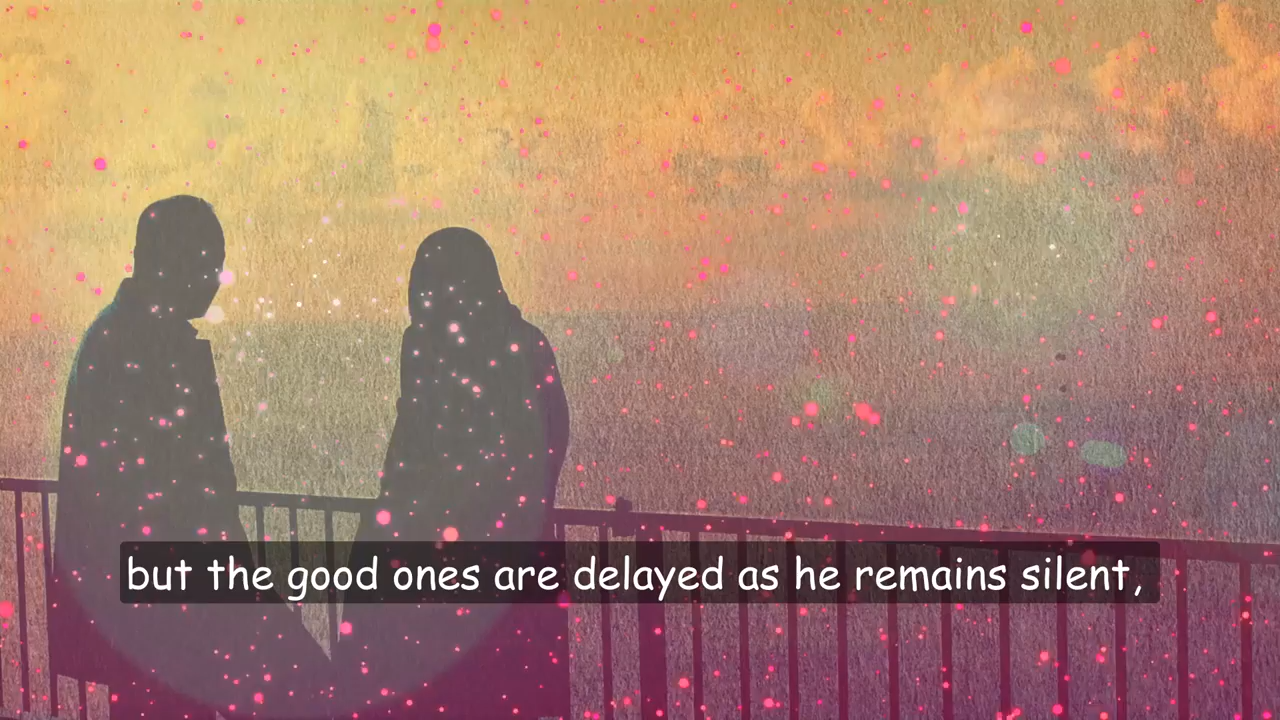 but the good ones are delayed as he remains silent,